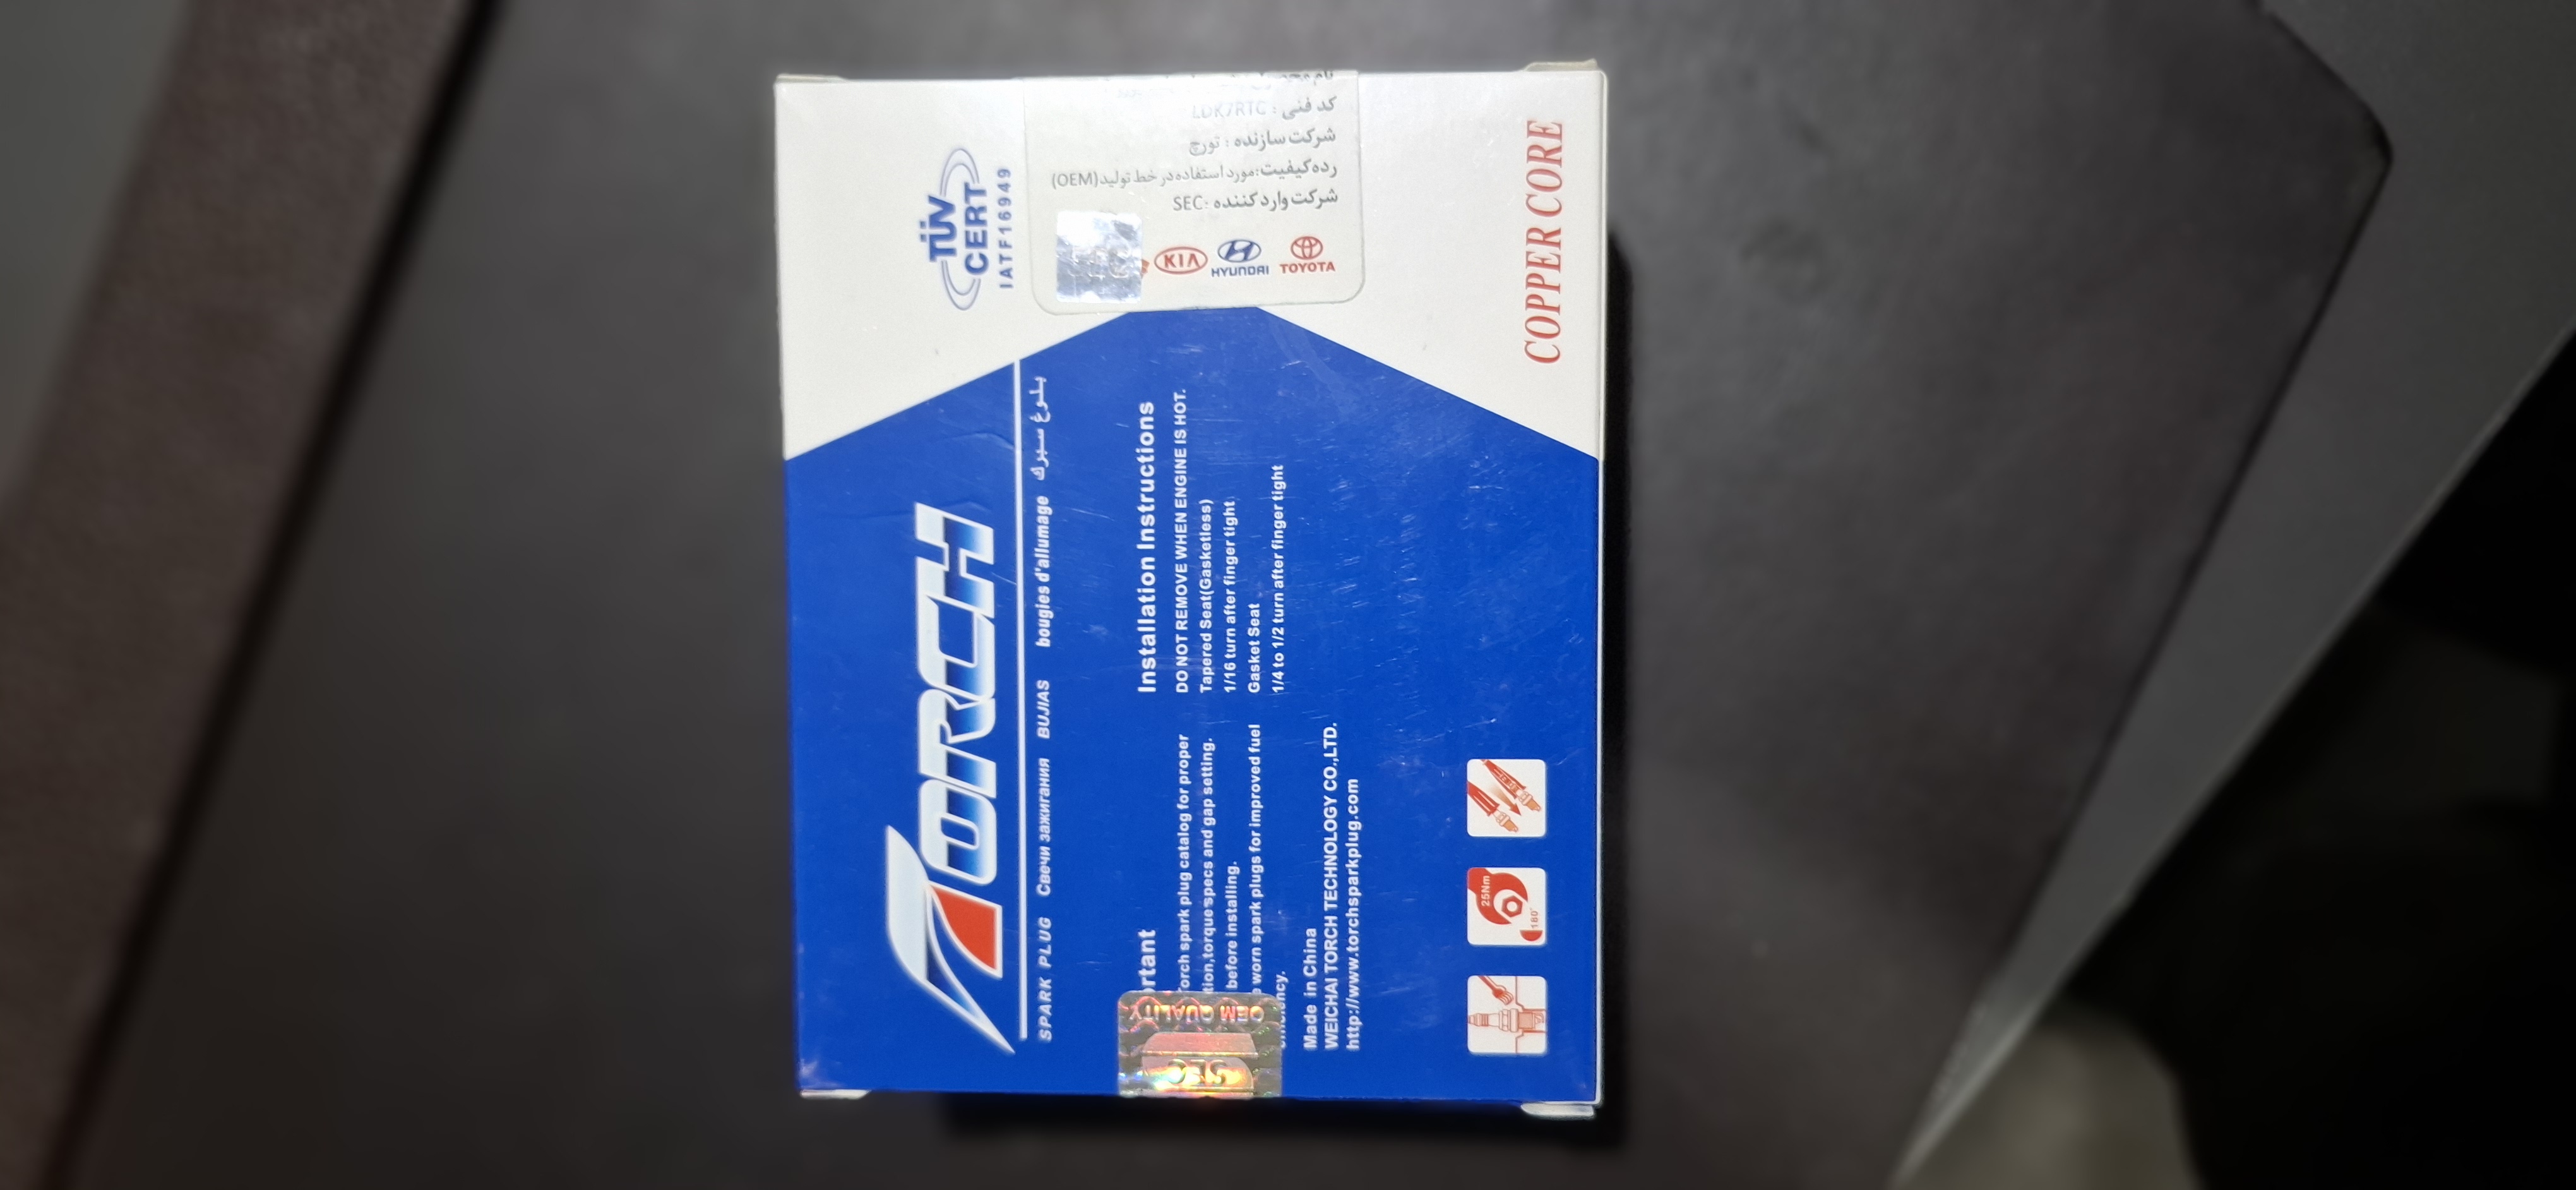 TORCH
SPARK PLUG Свечи зажигания BUJIAS bougies d'allumage
TÜV
CERT
IATF16949
orch spark plug catalog for proper
tion,torque specs and gap setting.
before installing.
worn spark plugs for improved fuel
Made in China
WEICHAI TORCH TECHNOLOGY CO.,LTD.
http://www.torchsparkplug.com
Installation Instructions
DO NOT REMOVE WHEN ENGINE IS HOT.
Tapered Seat(Gasketless)
1/16 turn after finger tight
Gasket Seat
1/4 to 1/2 turn after finger tight
25Nm
180°
COPPER CORE
OEM QUALITY
SEC
کد فنی : LDK7RTC
شرکت سازنده : تورچ
رده کیفیت:مورد استفاده در خط تولید(OEM)
شرکت وارد کننده :SEC
KIA
HYUNDAI
TOYOTA